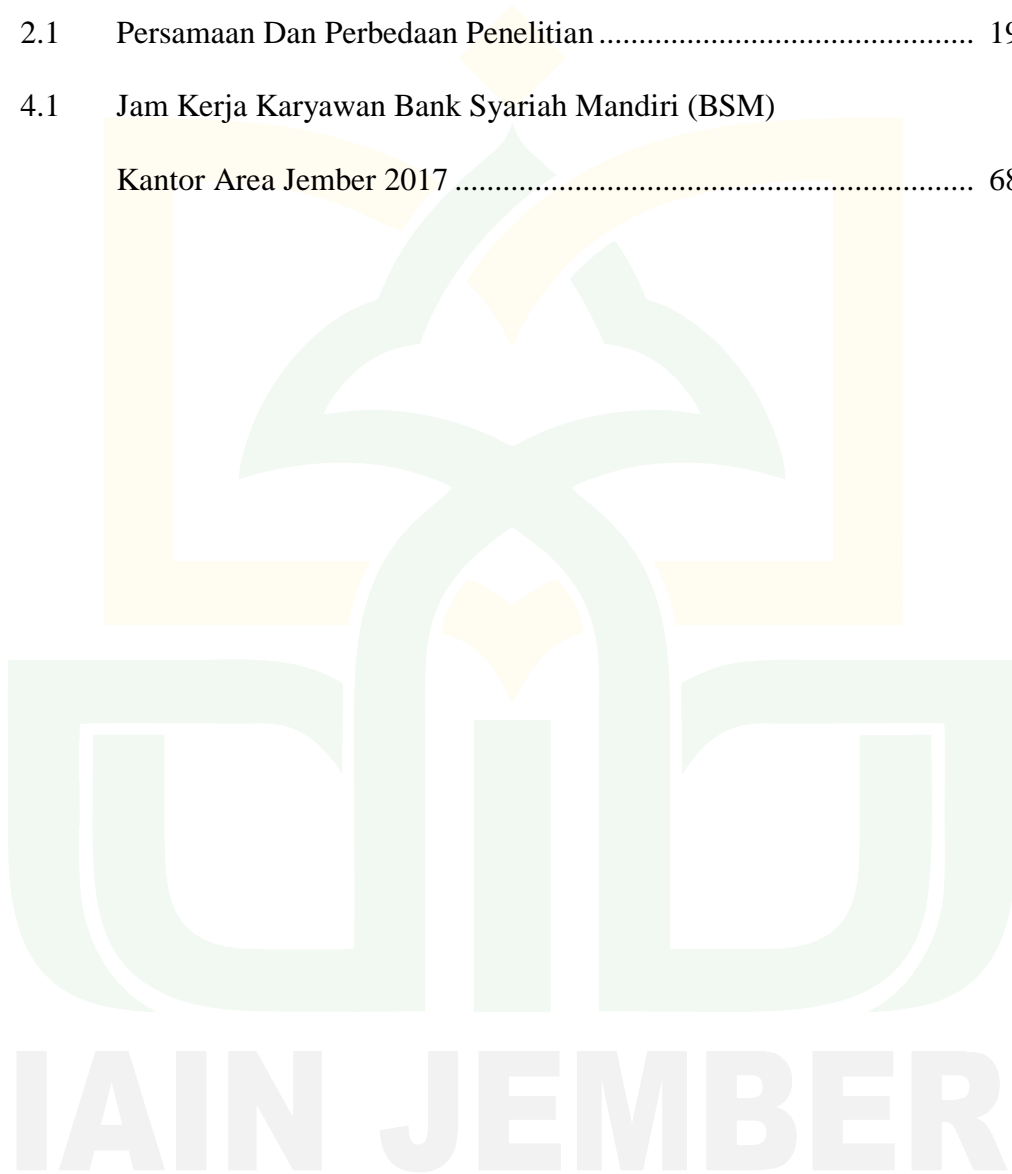 2.1 Persamaan Dan Perbedaan Penelitian ............................................ 19
4.1 Jam Kerja Karyawan Bank Syariah Mandiri (BSM)
Kantor Area Jember 2017 ............................................................. 68
IAIN JEMBER